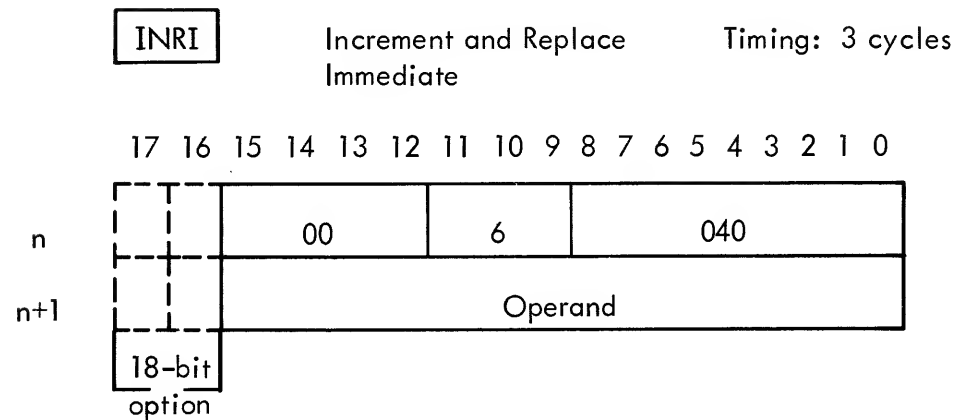 INRI Increment and Replace Timing: 3 cycles
Immediate
17 16 15 14 13 12 11 10 9 8 7 6 5 4 3 2 1 0
n 00 6 040
n+1 Operand
18-bit
option